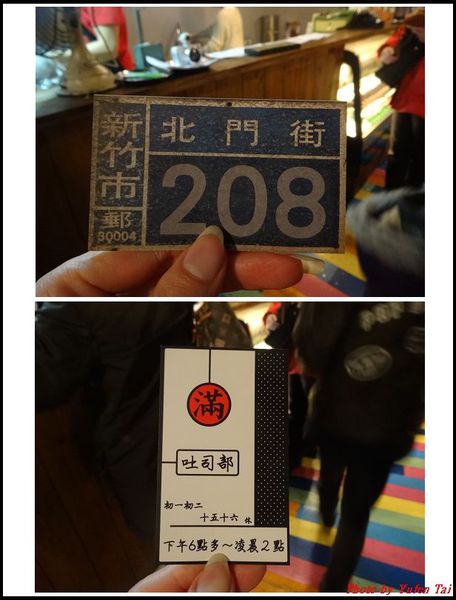 新竹市
北門街
208
郵
30004
滿
吐司部
初一初二
十五十六 休
下午6點多～凌晨2點
Photo by Yufen Tai